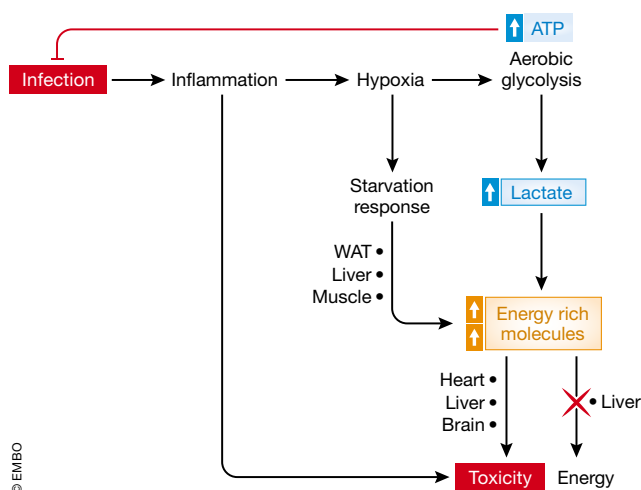 ATP
Infection
Inflammation
Hypoxia
Aerobic
glycolysis
Starvation
response
Lactate
WAT
Liver
Muscle
Energy rich
molecules
Heart
Liver
Brain
Liver
Toxicity
Energy
© EMBO